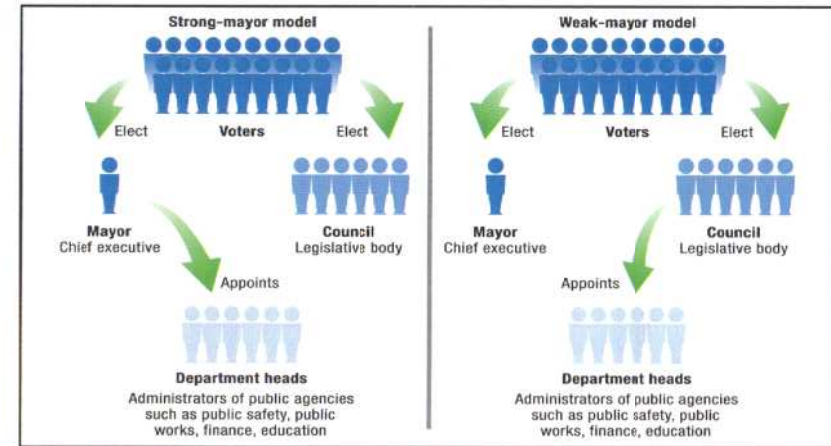 Strong-mayor model
Elect
Voters
Elect
Mayor
Chief executive
Council
Legislative body
Appoints
Department heads
Administrators of public agencies
such as public safety, public
works, finance, education
Weak-mayor model
Elect
Voters
Elect
Mayor
Chief executive
Council
Legislative body
Appoints
Department heads
Administrators of public agencies
such as public safety, public
works, finance, education